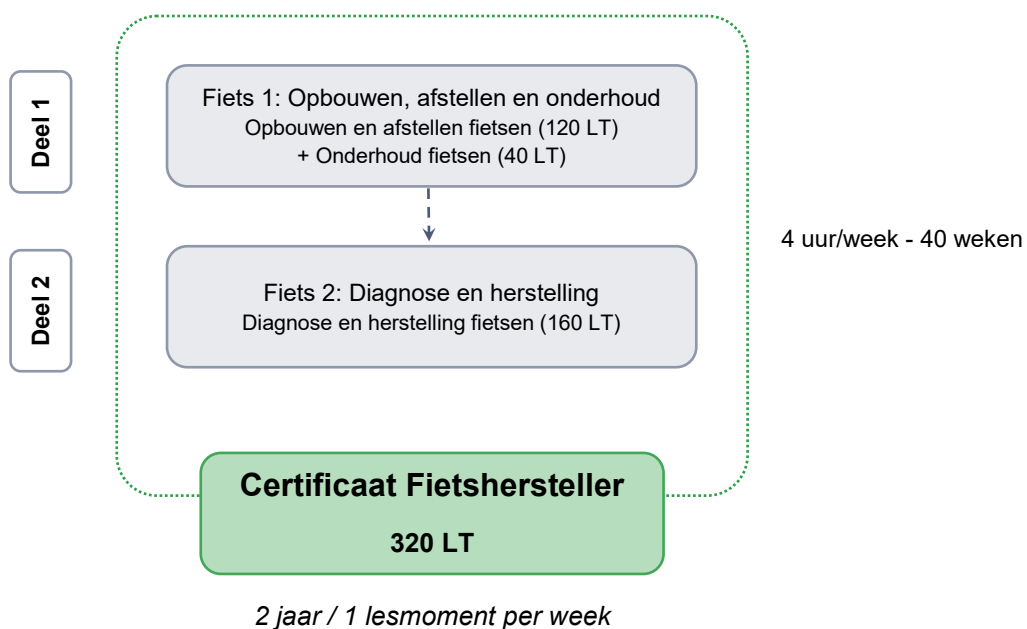 Deel 1
Fiets 1: Opbouwen, afstellen en onderhoud
Opbouwen en afstellen fietsen (120 LT)
+ Onderhoud fietsen (40 LT)
4 uur/week - 40 weken
Deel 2
Fiets 2: Diagnose en herstelling
Diagnose en herstelling fietsen (160 LT)
Certificaat Fietshersteller
320 LT
2 jaar / 1 lesmoment per week